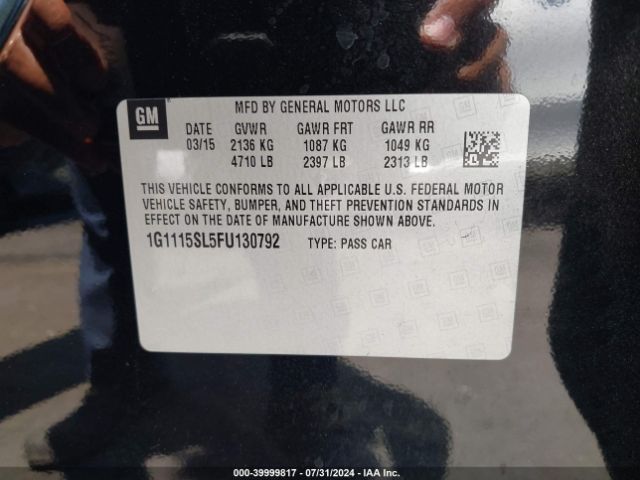 GM
MFD BY GENERAL MOTORS LLC
DATE GVWR GAWR FRT GAWR RR
03/15 2136 KG 1087 KG 1049 KG
4710 LB 2397 LB 2313 LB
THIS VEHICLE CONFORMS TO ALL APPLICABLE U.S. FEDERAL MOTOR
VEHICLE SAFETY, BUMPER, AND THEFT PREVENTION STANDARDS IN
EFFECT ON THE DATE OF MANUFACTURE SHOWN ABOVE.
1G1115SL5FU130792 TYPE: PASS CAR
000-39999817 - 07/31/2024 - IAA Inc.